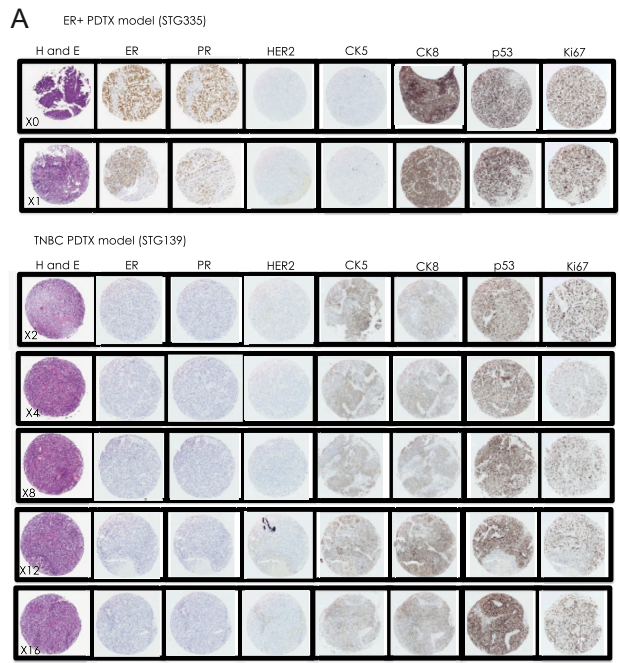 A
ER+ PDTX model (STG335)
H and E ER PR HER2 CK5 CK8 p53 Ki67
X0
X1
TNBC PDTX model (STG139)
H and E ER PR HER2 CK5 CK8 p53 Ki67
X2
X4
X8
X12
X16